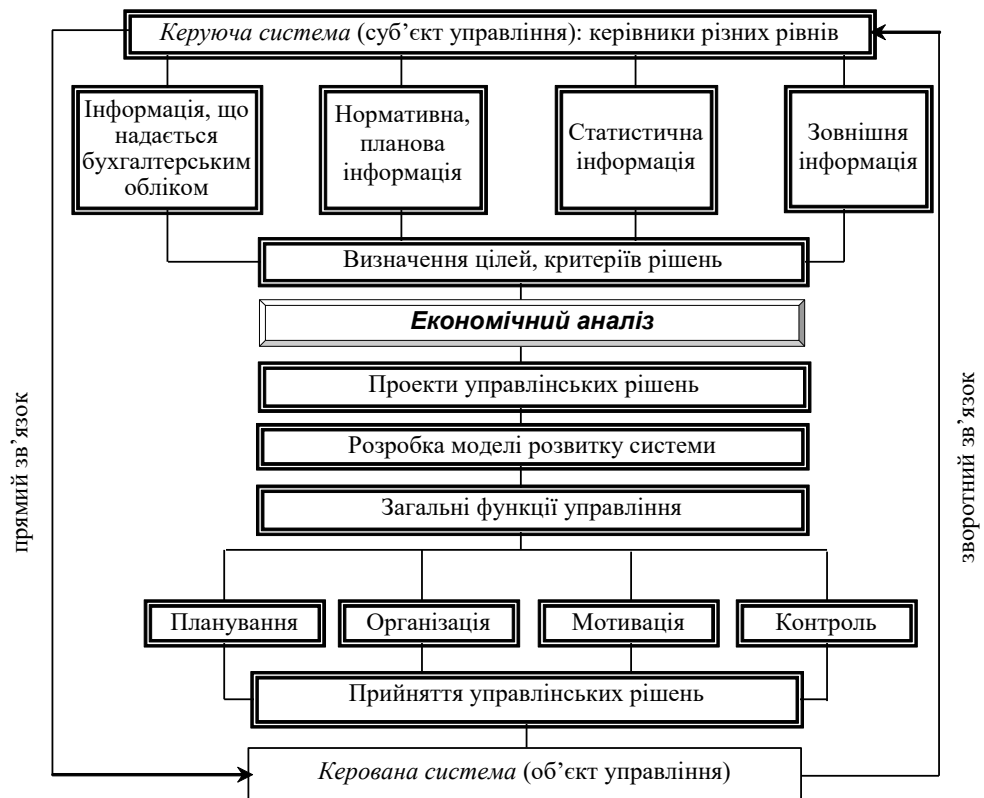 Керуюча система (суб’єкт управління): керівники різних рівнів
Інформація, що
надається
бухгалтерським
обліком
Нормативна,
планова
інформація
Статистична
інформація
Зовнішня
інформація
Визначення цілей, критеріїв рішень
Економічний аналіз
Проекти управлінських рішень
Розробка моделі розвитку системи
Загальні функції управління
прямий зв’язок
зворотний зв’язок
Планування
Організація
Мотивація
Контроль
Прийняття управлінських рішень
Керована система (об’єкт управління)